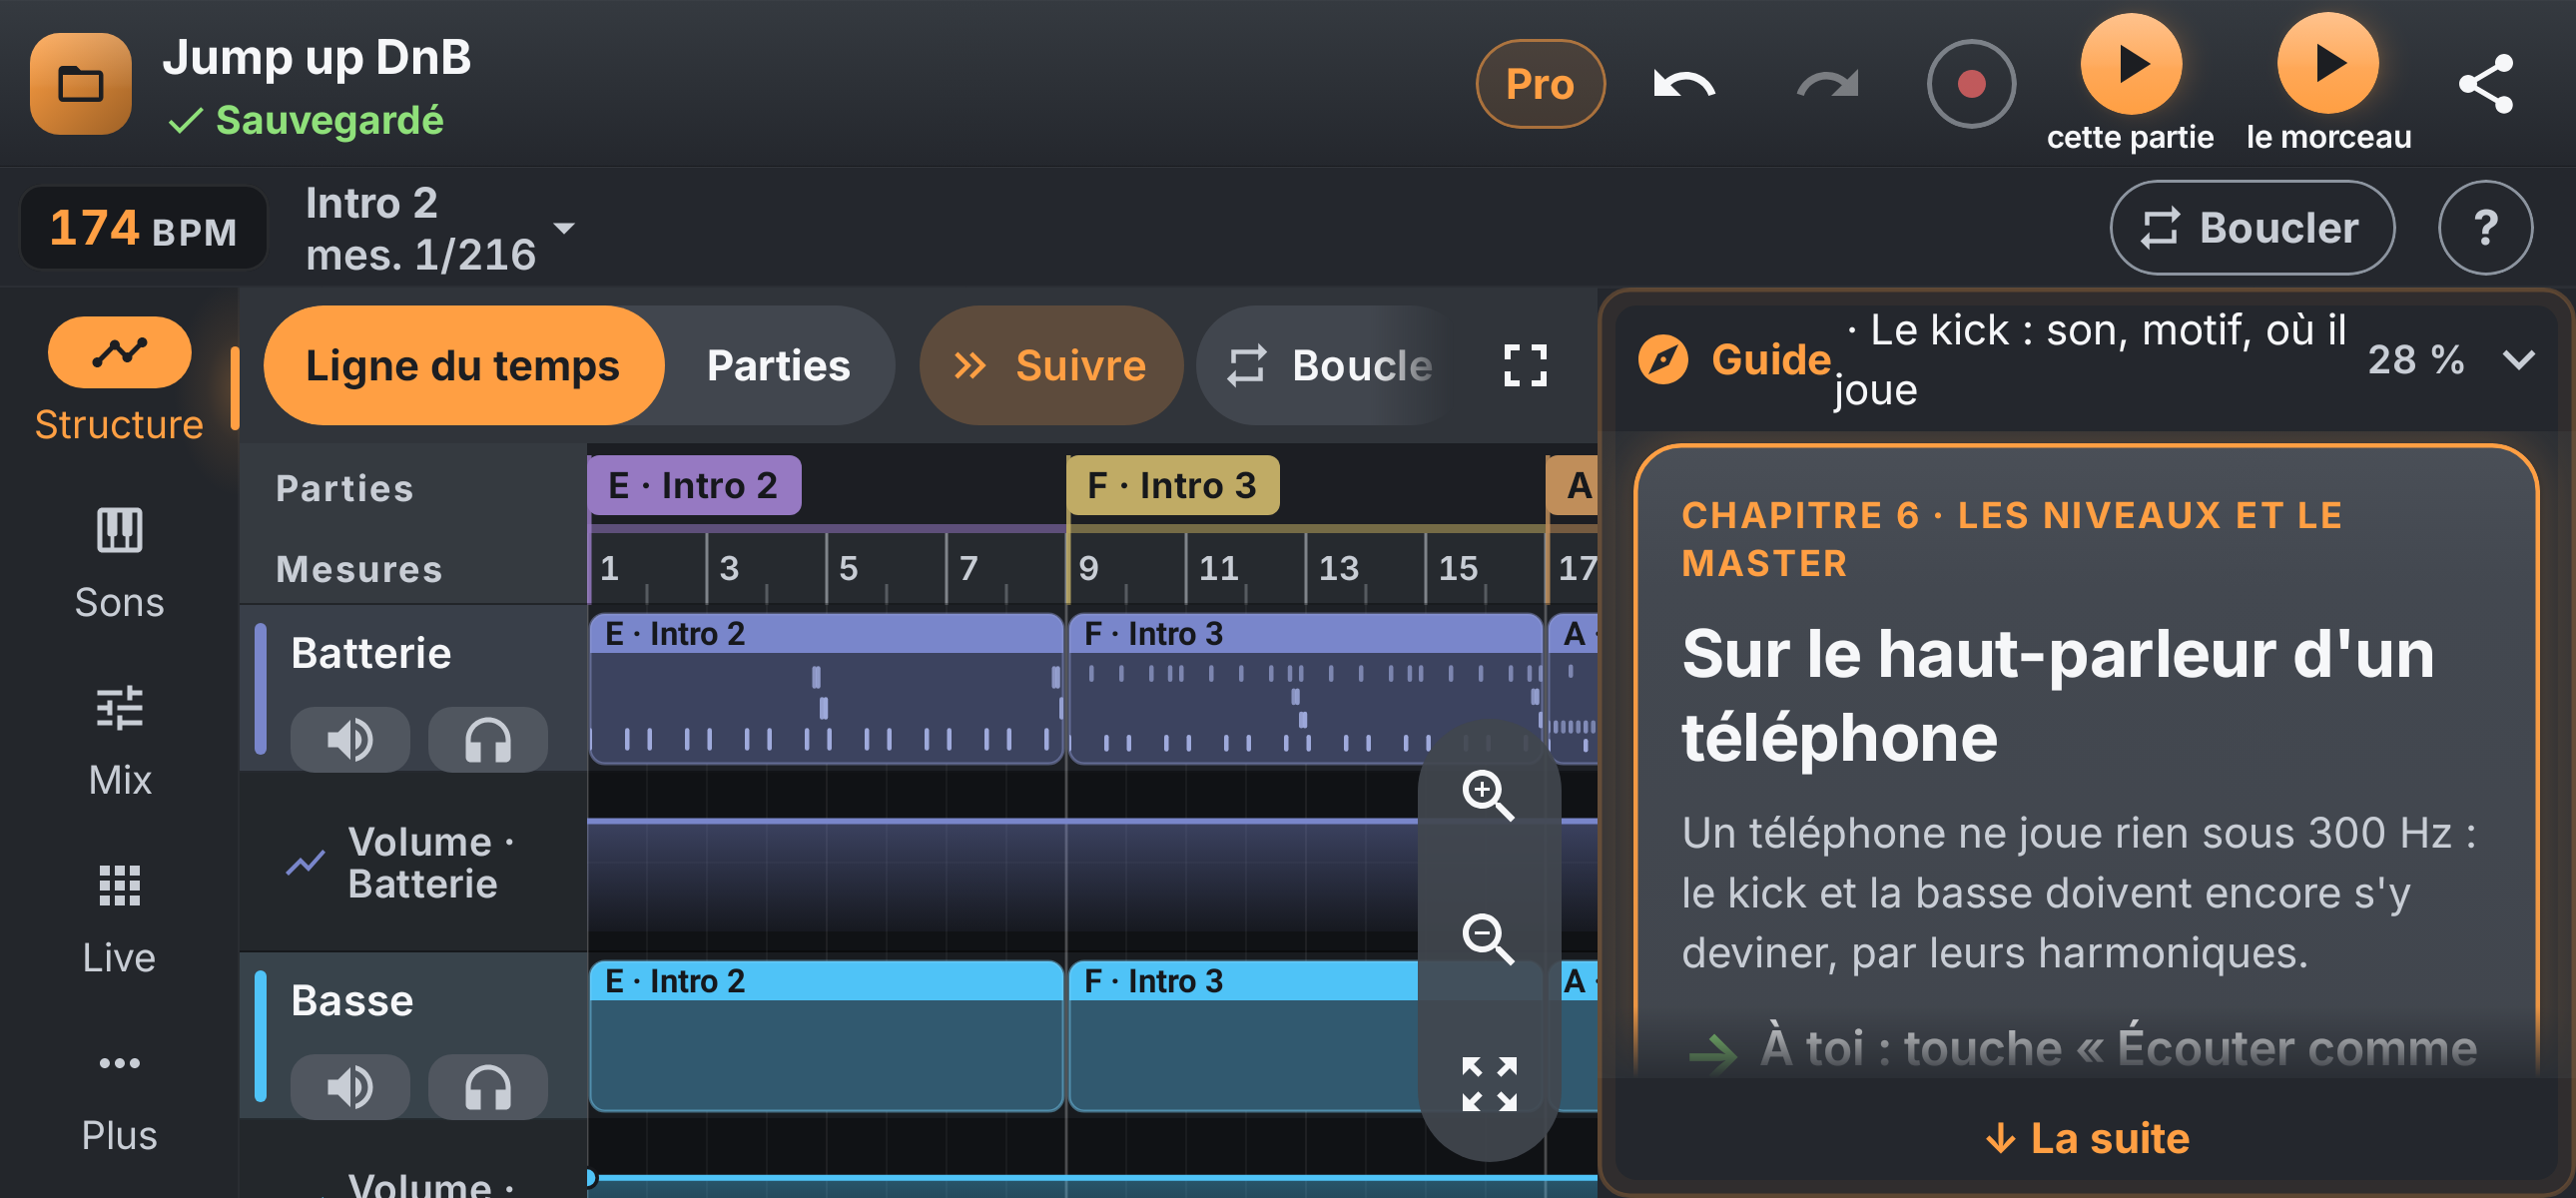 Jump up DnB
Sauvegardé
Pro
cette partie
le morceau
174 BPM
Intro 2
mes. 1/216
Boucler
?
Structure
Sons
Mix
Live
Plus
Ligne du temps
Parties
Suivre
Boucle
Parties
E · Intro 2
F · Intro 3
A
Mesures
1
3
5
7
9
11
13
15
17
Batterie
E · Intro 2
F · Intro 3
A ·
Volume ·
Batterie
Basse
E · Intro 2
F · Intro 3
A ·
Volume ·
Guide · Le kick : son, motif, où il
joue
28 %
CHAPITRE 6 · LES NIVEAUX ET LE
MASTER
Sur le haut-parleur d'un
téléphone
Un téléphone ne joue rien sous 300 Hz :
le kick et la basse doivent encore s'y
deviner, par leurs harmoniques.
→ À toi : touche « Écouter comme
↓ La suite